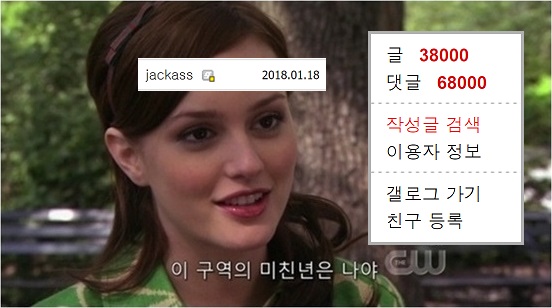 jackass 2018.01.18
글 38000
댓글 68000
작성글 검색
이용자 정보
갤로그 가기
친구 등록
이 구역의 미친년은 나야
CW